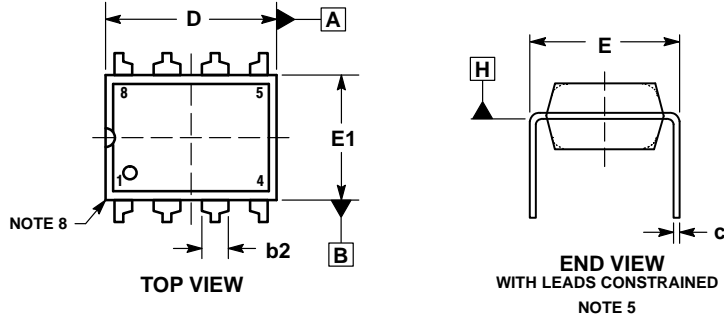 D
A
8
5
1
4
E1
NOTE 8
b2
B
TOP VIEW
E
H
c
END VIEW
WITH LEADS CONSTRAINED
NOTE 5